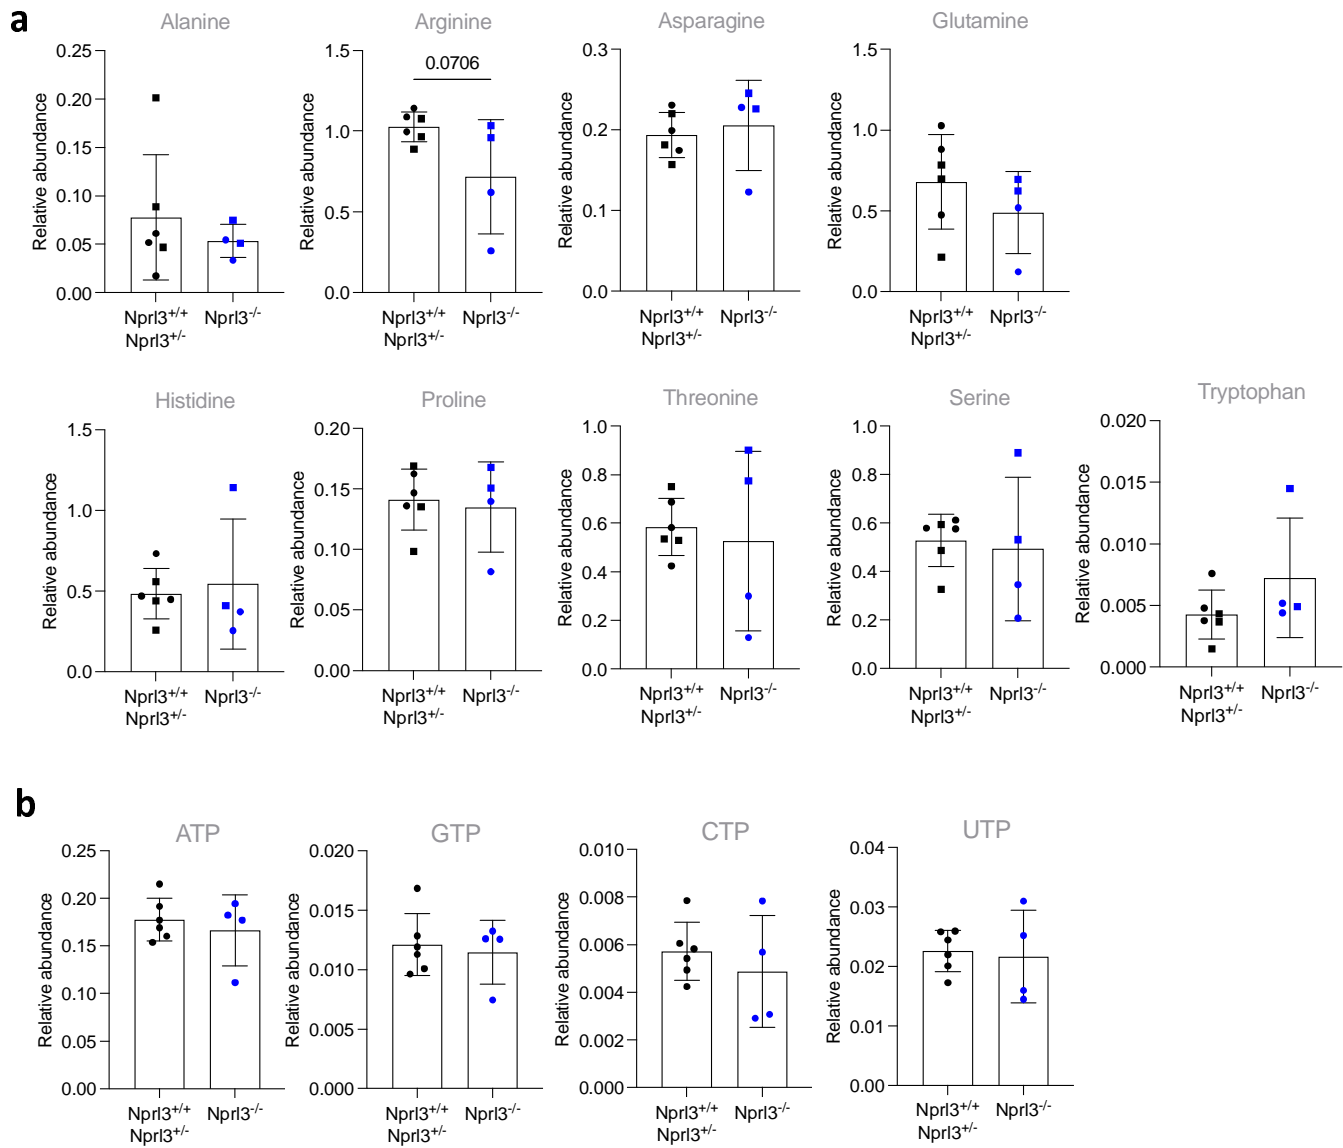 a
Alanine
Arginine
Asparagine
Glutamine
Relative abundance
0.25
0.20
0.15
0.10
0.05
0.00
Nprl3+/+
Nprl3+/-
Nprl3-/-
Relative abundance
1.5
1.0
0.5
0.0
0.0706
Nprl3+/+
Nprl3+/-
Nprl3-/-
Relative abundance
0.3
0.2
0.1
0.0
Nprl3+/+
Nprl3+/-
Nprl3-/-
Relative abundance
1.5
1.0
0.5
0.0
Nprl3+/+
Nprl3+/-
Nprl3-/-
Histidine
Proline
Threonine
Serine
Tryptophan
Relative abundance
1.5
1.0
0.5
0.0
Nprl3+/+
Nprl3+/-
Nprl3-/-
Relative abundance
0.20
0.15
0.10
0.05
0.00
Nprl3+/+
Nprl3+/-
Nprl3-/-
Relative abundance
1.0
0.8
0.6
0.4
0.2
0.0
Nprl3+/+
Nprl3+/-
Nprl3-/-
Relative abundance
1.0
0.8
0.6
0.4
0.2
0.0
Nprl3+/+
Nprl3+/-
Nprl3-/-
Relative abundance
0.020
0.015
0.010
0.005
0.000
Nprl3+/+
Nprl3+/-
Nprl3-/-
b
ATP
GTP
CTP
UTP
Relative abundance
0.25
0.20
0.15
0.10
0.05
0.00
Nprl3+/+
Nprl3+/-
Nprl3-/-
Relative abundance
0.020
0.015
0.010
0.005
0.000
Nprl3+/+
Nprl3+/-
Nprl3-/-
Relative abundance
0.010
0.008
0.006
0.004
0.002
0.000
Nprl3+/+
Nprl3+/-
Nprl3-/-
Relative abundance
0.04
0.03
0.02
0.01
0.00
Nprl3+/+
Nprl3+/-
Nprl3-/-